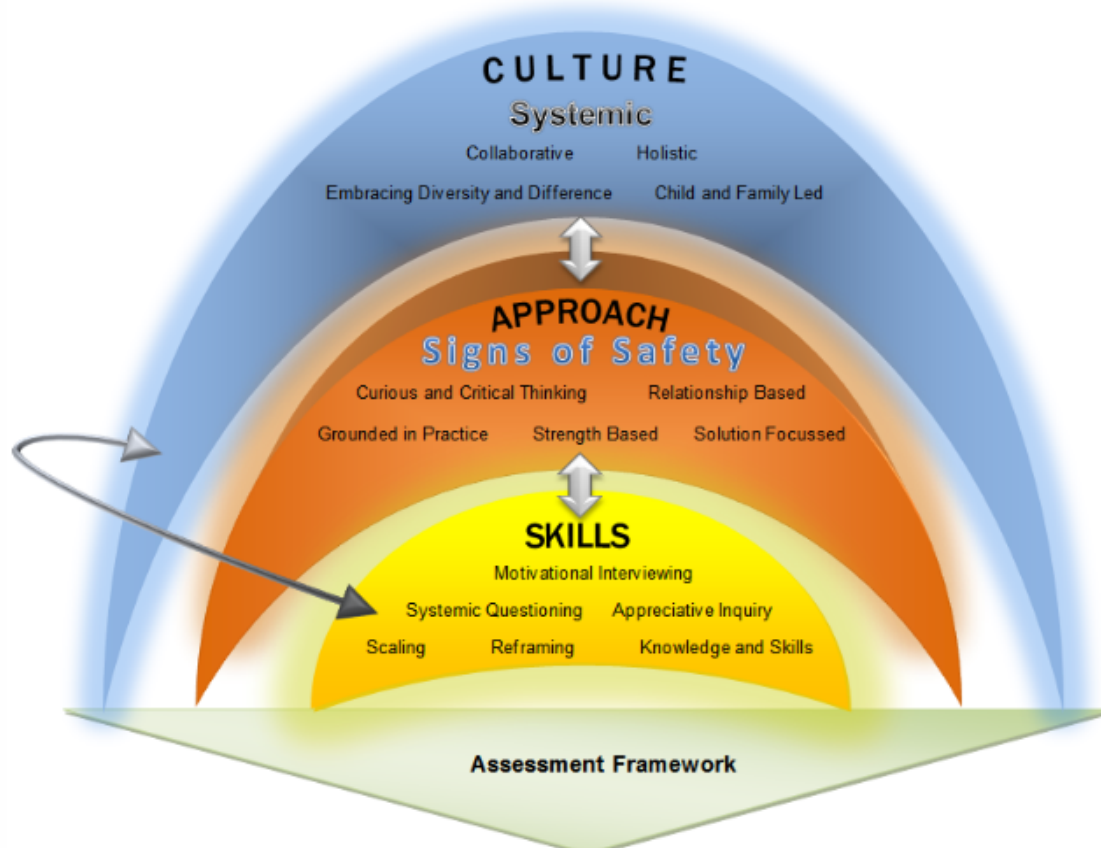 CULTURE
Systemic
Collaborative Holistic
Embracing Diversity and Difference Child and Family Led
APPROACH
Signs of Safety
Curious and Critical Thinking Relationship Based
Grounded in Practice Strength Based Solution Focussed
SKILLS
Motivational Interviewing
Systemic Questioning Appreciative Inquiry
Scaling Reframing Knowledge and Skills
Assessment Framework